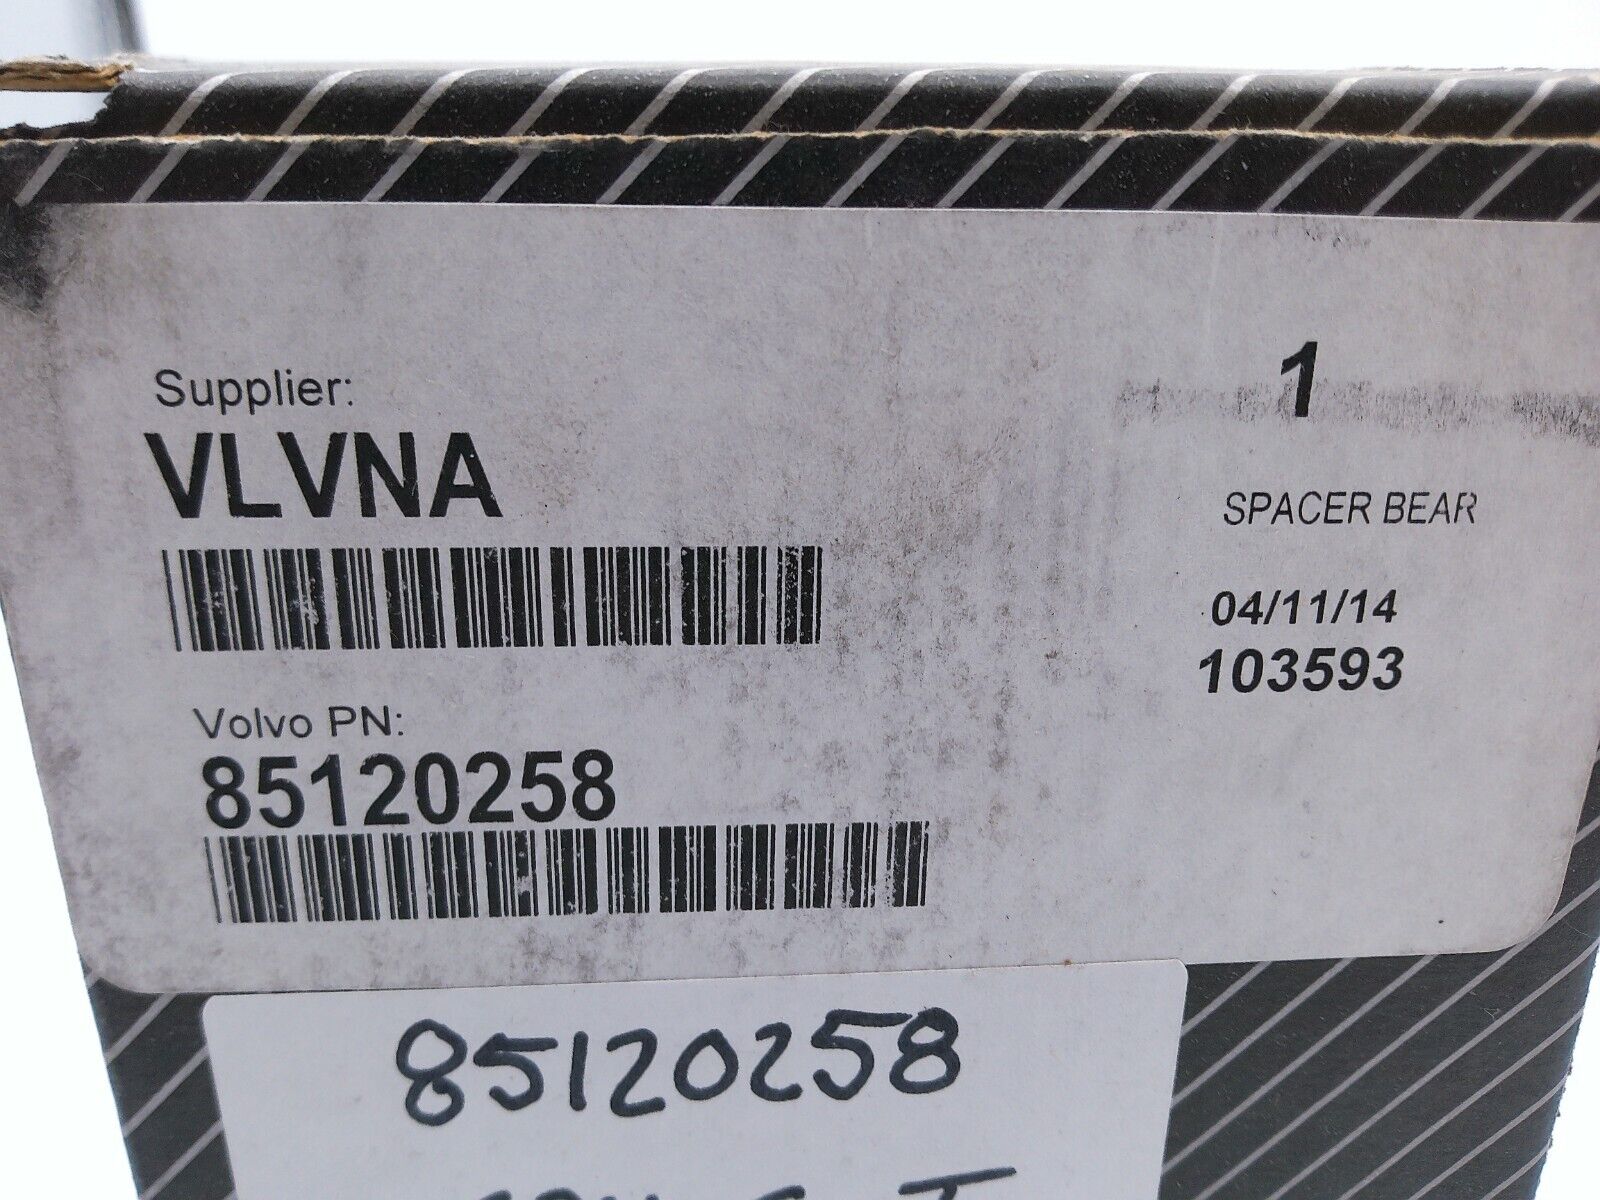 Supplier:
VLVNA
1
SPACER BEAR
04/11/14
103593
Volvo PN:
85120258
85120258